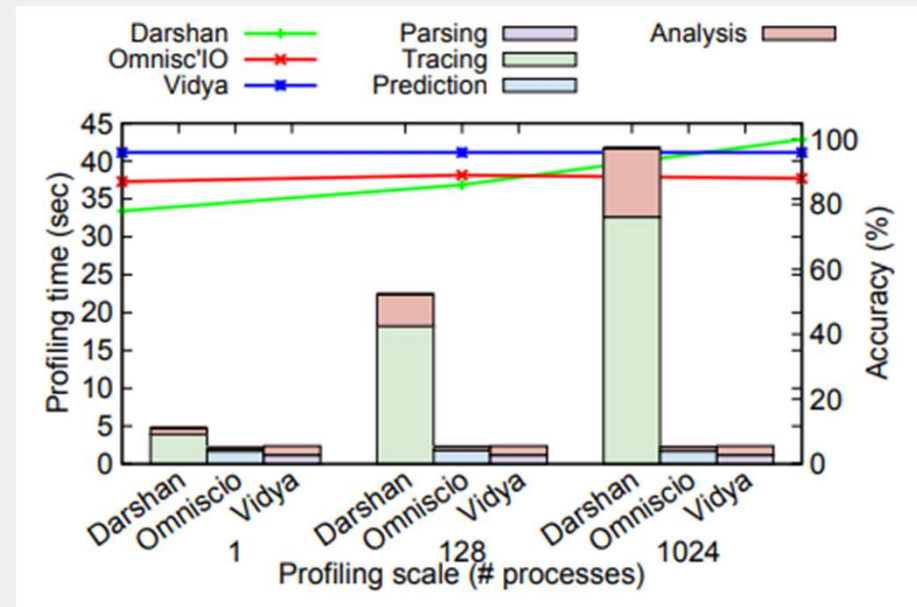 Darshan Parsing Analysis
Omnisc'IO Tracing
Vidya Prediction
45
40
35
30
25
20
15
10
5
0
Profiling time (sec)
100
80
60
40
20
0
Accuracy (%)
Darshan Omniscio Vidya Darshan Omniscio Vidya Darshan Omniscio Vidya
1 128 1024
Profiling scale (# processes)